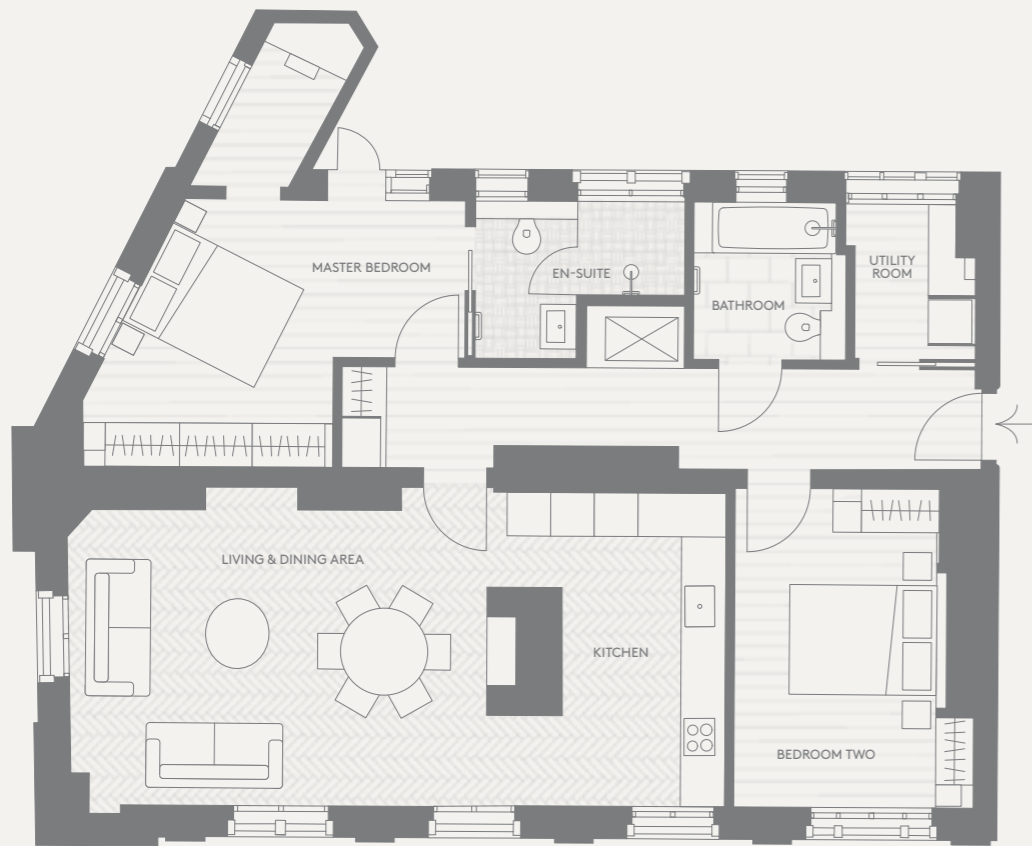 MASTER BEDROOM
EN-SUITE
BATHROOM
UTILITY
ROOM
LIVING & DINING AREA
KITCHEN
BEDROOM TWO